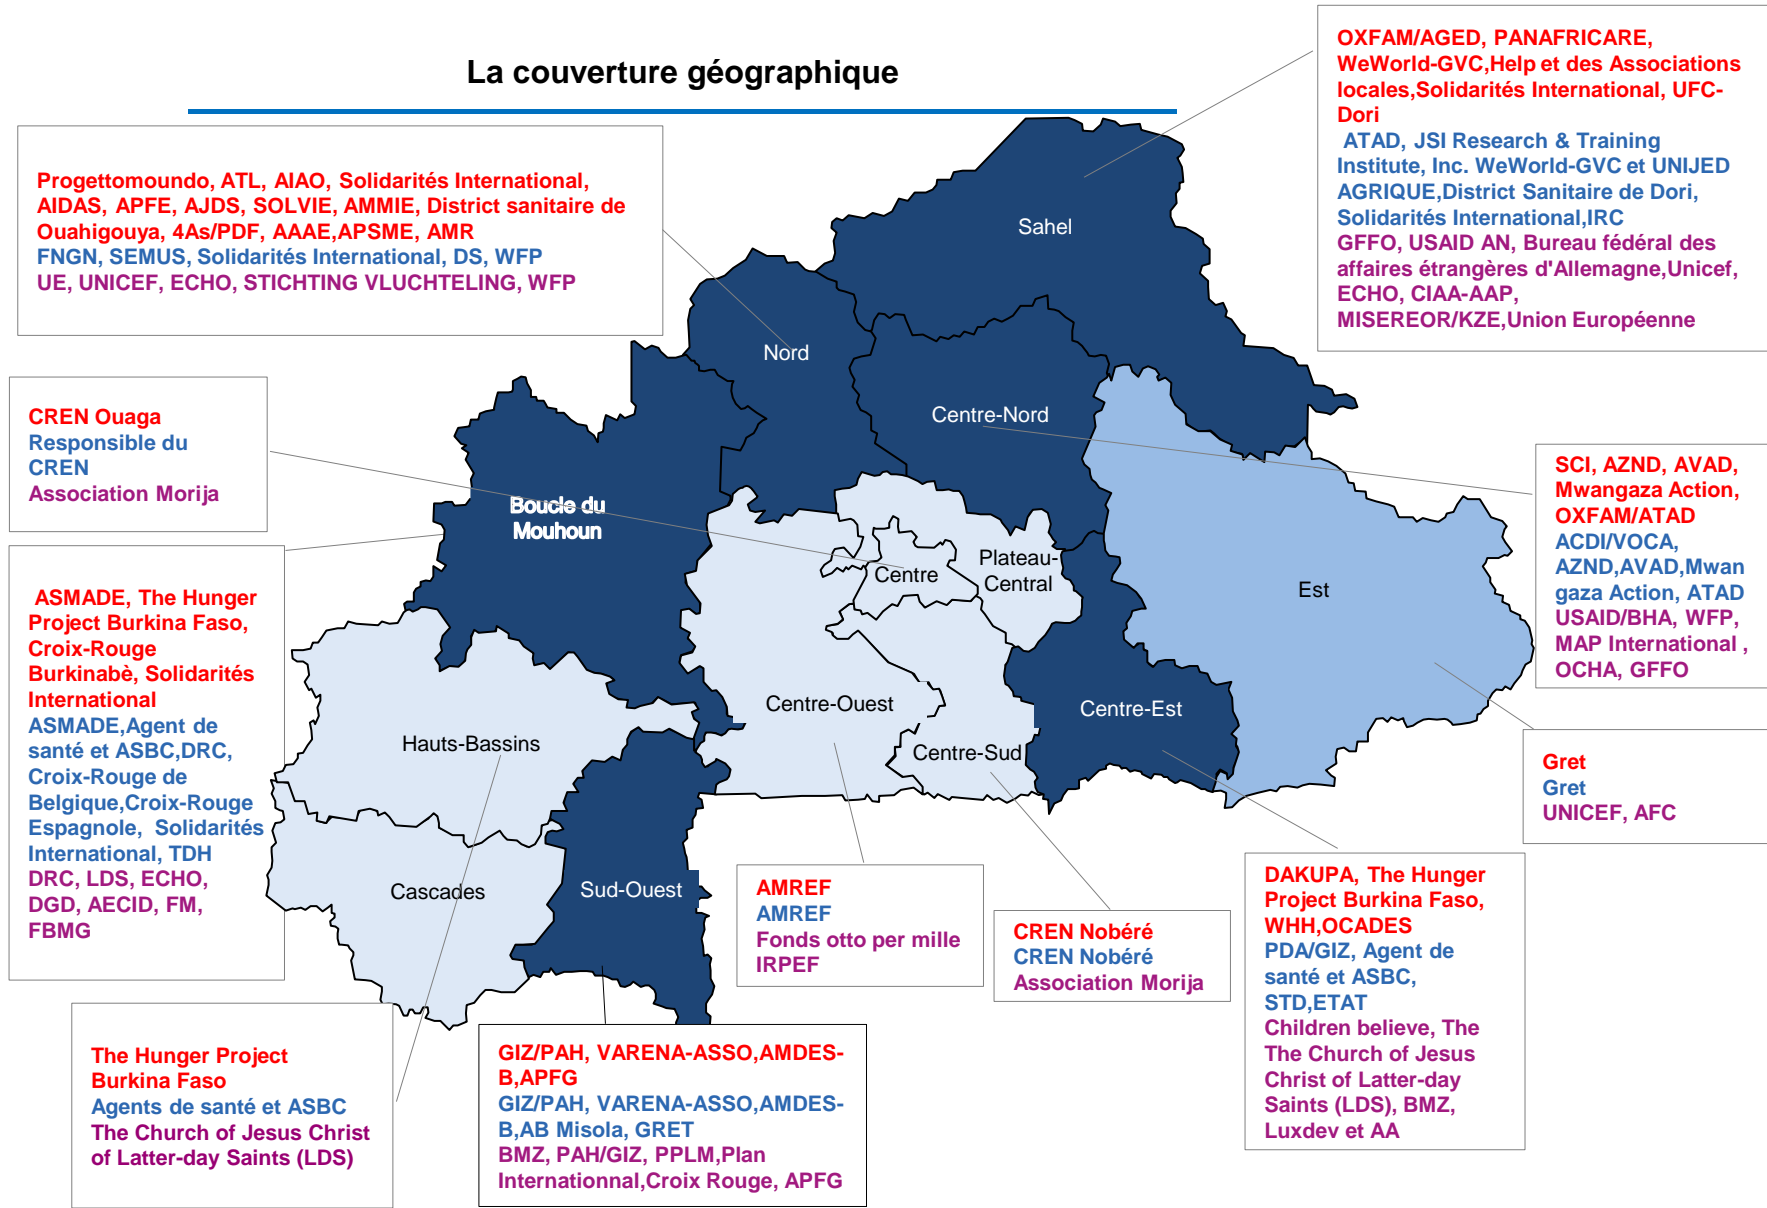 La couverture géographique
OXFAM/AGED, PANAFRICARE,
WeWorld-GVC,Help et des Associations
locales,Solidarités International, UFC-
Dori
ATAD, JSI Research & Training
Institute, Inc. WeWorld-GVC et UNIJED
AGRIQUE,District Sanitaire de Dori,
Solidarités International,IRC
GFFO, USAID AN, Bureau fédéral des
affaires étrangères d'Allemagne,Unicef,
ECHO, CIAA-AAP,
MISEREOR/KZE,Union Européenne
Progettomoundo, ATL, AIAO, Solidarités International,
AIDAS, APFE, AJDS, SOLVIE, AMMIE, District sanitaire de
Ouahigouya, 4As/PDF, AAAE,APSME, AMR
FNGN, SEMUS, Solidarités International, DS, WFP
UE, UNICEF, ECHO, STICHTING VLUCHTELING, WFP
Sahel
Nord
Centre-Nord
CREN Ouaga
Responsible du
CREN
Association Morija
Boucle du
Mouhoun
Centre
Plateau-
Central
Est
SCI, AZND, AVAD,
Mwangaza Action,
OXFAM/ATAD
ACDI/VOCA,
AZND,AVAD,Mwan
gaza Action, ATAD
USAID/BHA, WFP,
MAP International ,
OCHA, GFFO
ASMADE, The Hunger
Project Burkina Faso,
Croix-Rouge
Burkinabè, Solidarités
International
ASMADE,Agent de
santé et ASBC,DRC,
Croix-Rouge de
Belgique,Croix-Rouge
Espagnole, Solidarités
International, TDH
DRC, LDS, ECHO,
DGD, AECID, FM,
FBMG
Hauts-Bassins
Centre-Ouest
Centre-Sud
Centre-Est
Gret
Gret
UNICEF, AFC
Cascades
Sud-Ouest
AMREF
AMREF
Fonds otto per mille
IRPEF
CREN Nobéré
CREN Nobéré
Association Morija
DAKUPA, The Hunger
Project Burkina Faso,
WHH,OCADES
PDA/GIZ, Agent de
santé et ASBC,
STD,ETAT
Children believe, The
The Church of Jesus
Christ of Latter-day
Saints (LDS), BMZ,
Luxdev et AA
The Hunger Project
Burkina Faso
Agents de santé et ASBC
The Church of Jesus Christ
of Latter-day Saints (LDS)
GIZ/PAH, VARENA-ASSO,AMDES-
B,APFG
GIZ/PAH, VARENA-ASSO,AMDES-
B,AB Misola, GRET
BMZ, PAH/GIZ, PPLM,Plan
Internationnal,Croix Rouge, APFG